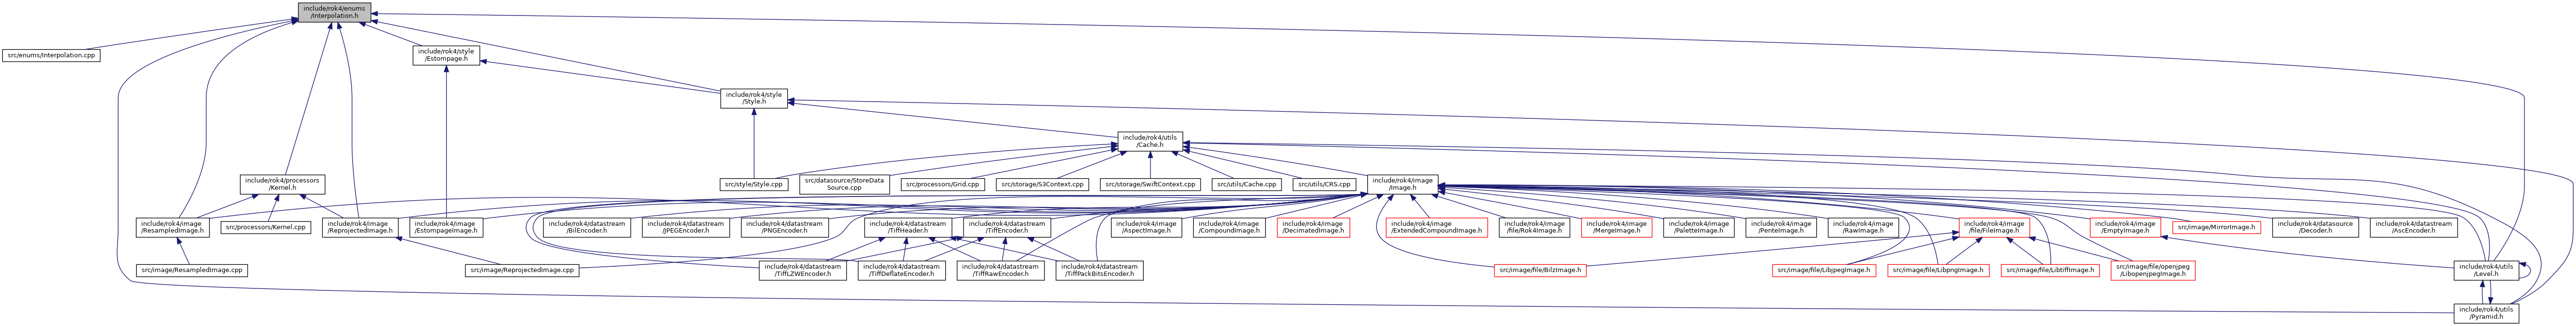 include/rok4/enums
/Interpolation.h
src/enums/Interpolation.cpp
include/rok4/style
/Estompage.h
include/rok4/style
/Style.h
include/rok4/utils
/Cache.h
include/rok4/processors
/Kernel.h
src/style/Style.cpp
src/datasource/StoreData
Source.cpp
src/processors/Grid.cpp
src/storage/S3Context.cpp
src/storage/SwiftContext.cpp
src/utils/Cache.cpp
src/utils/CRS.cpp
include/rok4/image
/Image.h
include/rok4/image
/ResampledImage.h
src/processors/Kernel.cpp
include/rok4/image
/ReprojectedImage.h
include/rok4/image
/EstompageImage.h
include/rok4/datastream
/BilEncoder.h
include/rok4/datastream
/JPEGEncoder.h
include/rok4/datastream
/PNGEncoder.h
include/rok4/datastream
/TiffHeader.h
include/rok4/datastream
/TiffEncoder.h
include/rok4/image
/AspectImage.h
include/rok4/image
/CompoundImage.h
include/rok4/image
/DecimatedImage.h
include/rok4/image
/ExtendedCompoundImage.h
include/rok4/image
/file/Rok4Image.h
include/rok4/image
/MergeImage.h
include/rok4/image
/PaletteImage.h
include/rok4/image
/PenteImage.h
include/rok4/image
/RawImage.h
include/rok4/image
/file/FileImage.h
include/rok4/image
/EmptyImage.h
src/image/MirrorImage.h
include/rok4/datasource
/Decoder.h
include/rok4/datastream
/AscEncoder.h
src/image/ResampledImage.cpp
src/image/ReprojectedImage.cpp
include/rok4/datastream
/TiffLZWEncoder.h
include/rok4/datastream
/TiffDeflateEncoder.h
include/rok4/datastream
/TiffRawEncoder.h
include/rok4/datastream
/TiffPackBitsEncoder.h
src/image/file/BilzImage.h
src/image/file/LibjpegImage.h
src/image/file/LibpngImage.h
src/image/file/LibtiffImage.h
src/image/file/openjpeg
/LibopenjpegImage.h
include/rok4/utils
/Level.h
include/rok4/utils
/Pyramid.h